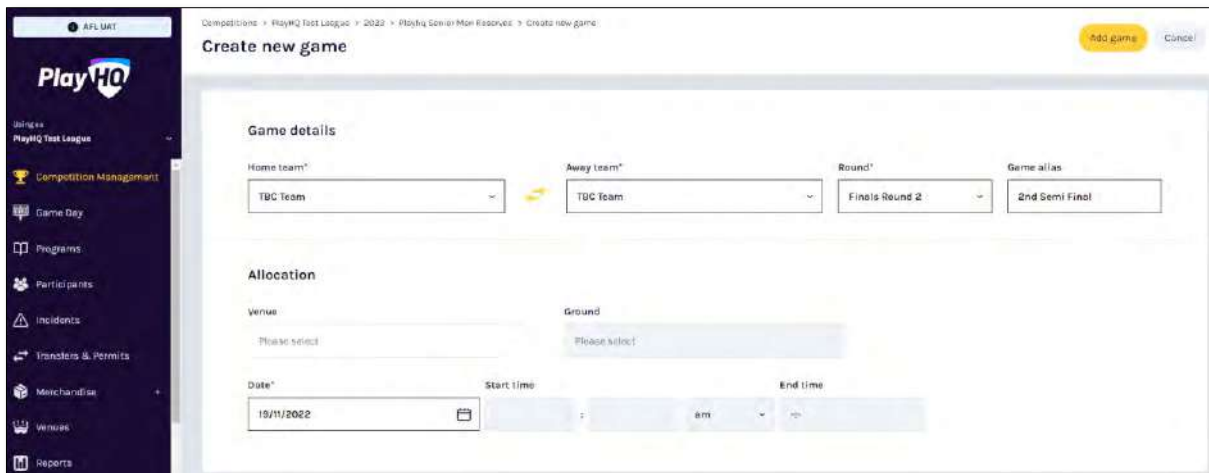 AFL UAT
PlayHQ
Using as
PlayHQ Test League
Competition Management
Game Day
Programs
Participants
Incidents
Transfers & Permits
Merchandise +
Venues
Reports
Competitions > PlayHQ Test League > 2022 > Playhq Senior Men Reserves > Create new game
Create new game
Add game Cancel
Game details
Home team* Away team* Round* Game alias
TBC Team TBC Team Finals Round 2 2nd Semi Final
Allocation
Venue Ground
Please select Please select
Date* Start time End time
19/11/2022 : am --:--